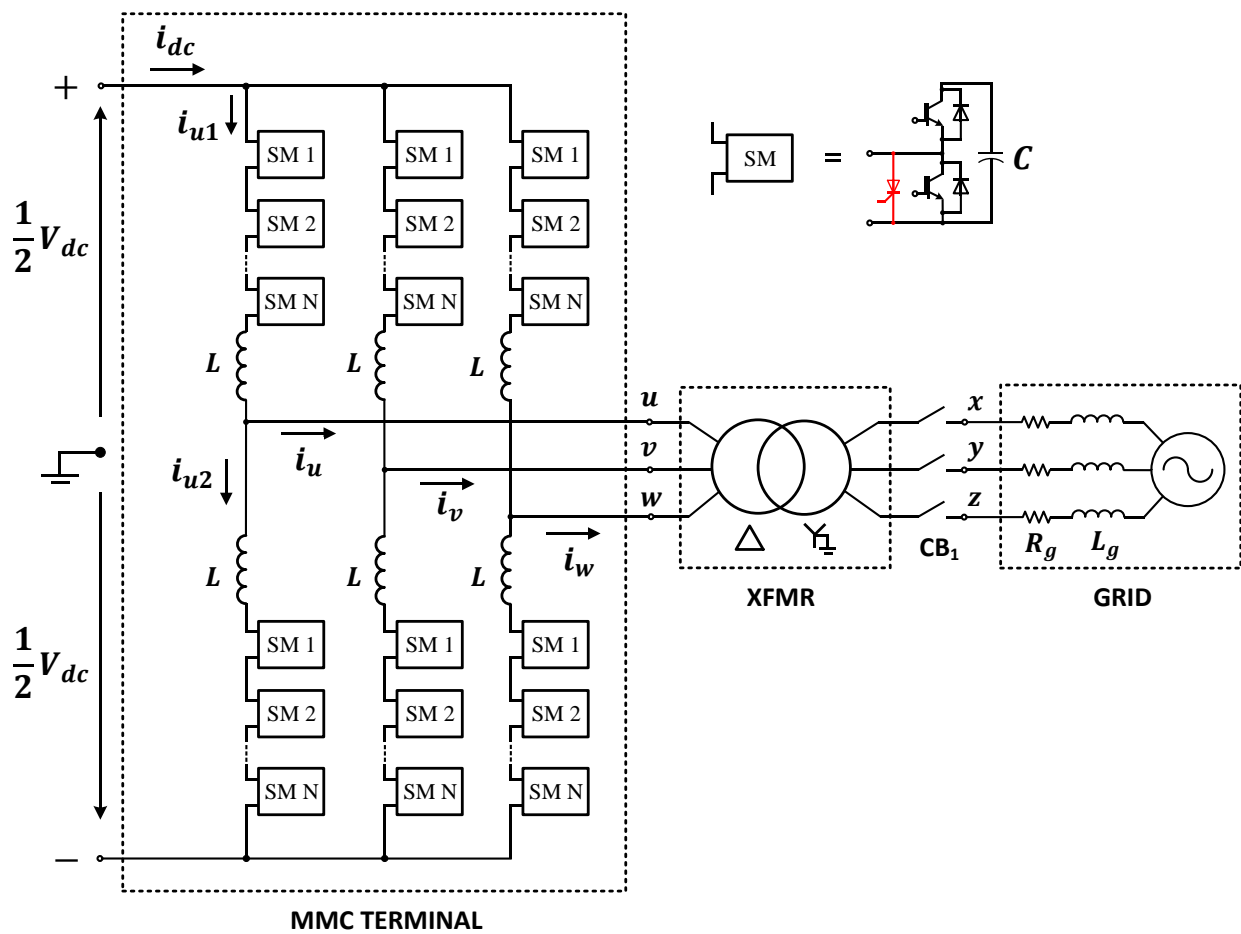 i_dc
+
i_u1
SM 1
SM 1
SM 1
SM
=
C
SM 2
SM 2
SM 2
1/2 V_dc
SM N
SM N
SM N
L
L
L
u
x
i_u
v
y
i_u2
i_v
w
z
i_w
CB₁
R_g
L_g
L
L
L
XFMR
GRID
SM 1
SM 1
SM 1
1/2 V_dc
SM 2
SM 2
SM 2
SM N
SM N
SM N
−
MMC TERMINAL